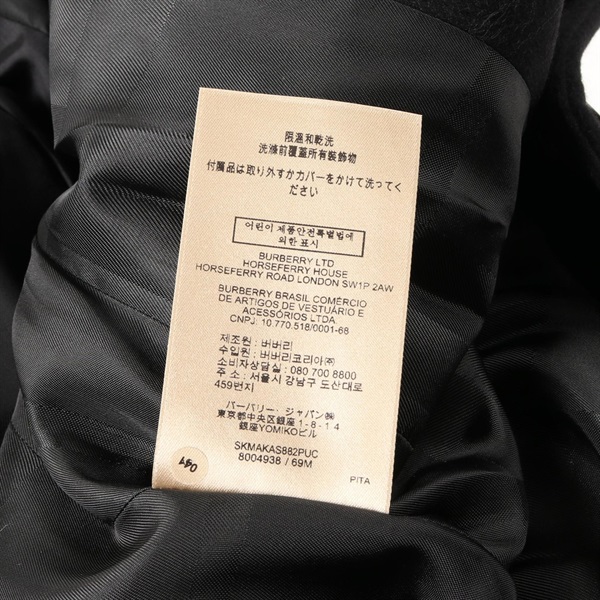 限溫和乾洗
洗滌前覆蓋所有裝飾物
付属品は取り外すかカバーをかけて洗ってく
ださい
어린이 제품안전특별법에
의한 표시
BURBERRY LTD
HORSEFERRY HOUSE
HORSEFERRY ROAD LONDON SW1P 2AW
BURBERRY BRASIL COMÉRCIO
DE ARTIGOS DE VESTUÁRIO E
ACESSÓRIOS LTDA.
CNPJ: 10.770.518/0001-68
제조원 : 버버리
수입원 : 버버리코리아㈜
소비자상담실: 080 700 8800
주 소 : 서울시 강남구 도산대로
459번지
バーバリー・ジャパン㈱
東京都中央区銀座１-８-１４
銀座YOMIKOビル
SKMAKAS882PUC
8004938 / 69M
PITA
041